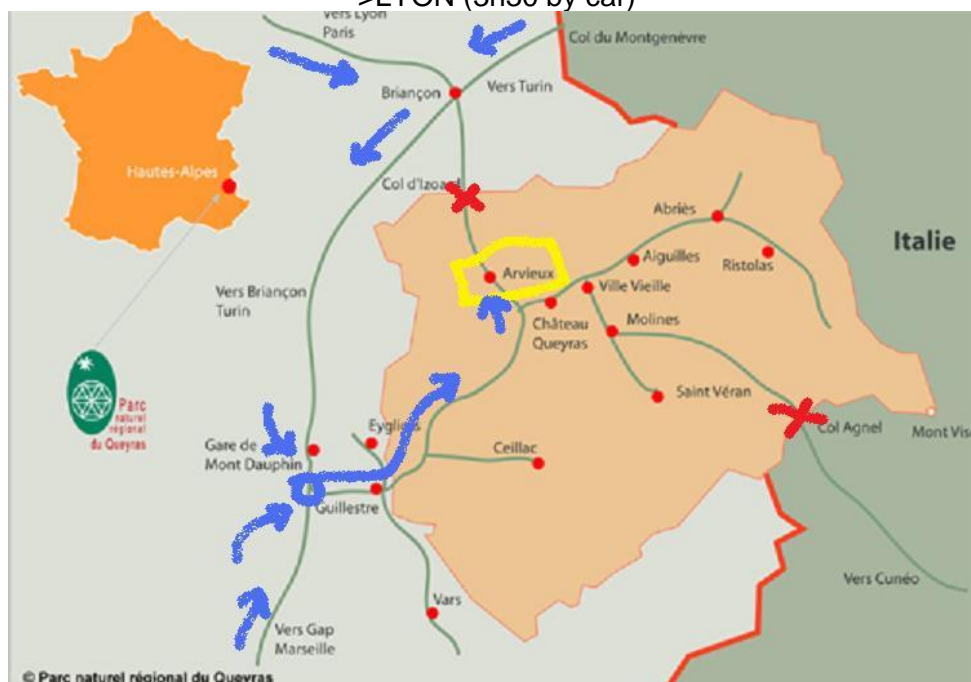 >LYON (3h30 by car)
Vers Lyon
Paris
Col du Montgenèvre
Briançon
Vers Turin
Hautes-Alpes
Col d'Izoard
Abriès
Italie
Arvieux
Aiguilles
Ristolas
Ville Vieille
Vers Briançon
Turin
Château
Queyras
Molines
Saint Véran
Parc
naturel
régional
du Queyras
Eygliers
Col Agnel
Mont Viso
Gare de
Mont Dauphin
Ceillac
Guillestre
Vers Cunéo
Vars
Vers Gap
Marseille
© Parc naturel régional du Queyras